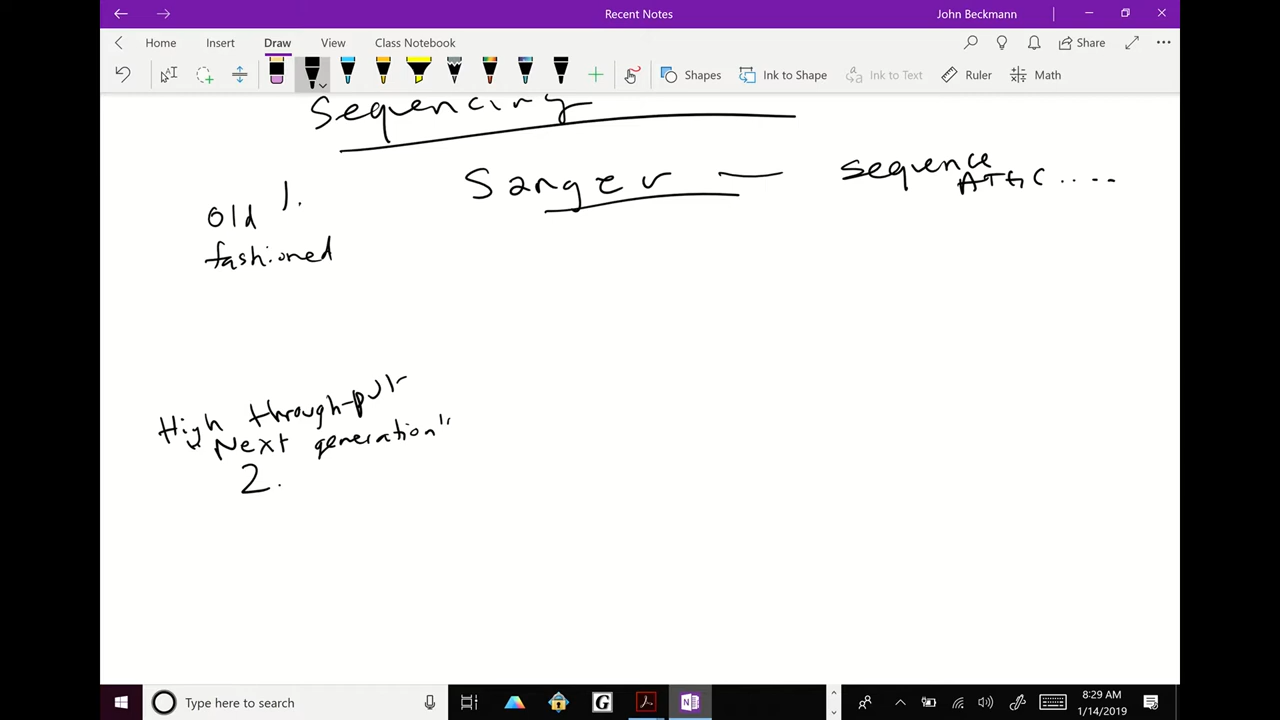 Recent Notes
John Beckmann
Home Insert Draw View Class Notebook
Share
Shapes Ink to Shape Ink to Text Ruler Math
Sequencing
1. Sanger — sequence
ATGC....
Old
fashioned
High through-put
"Next generation"
2.
Type here to search
G
N
8:29 AM
1/14/2019